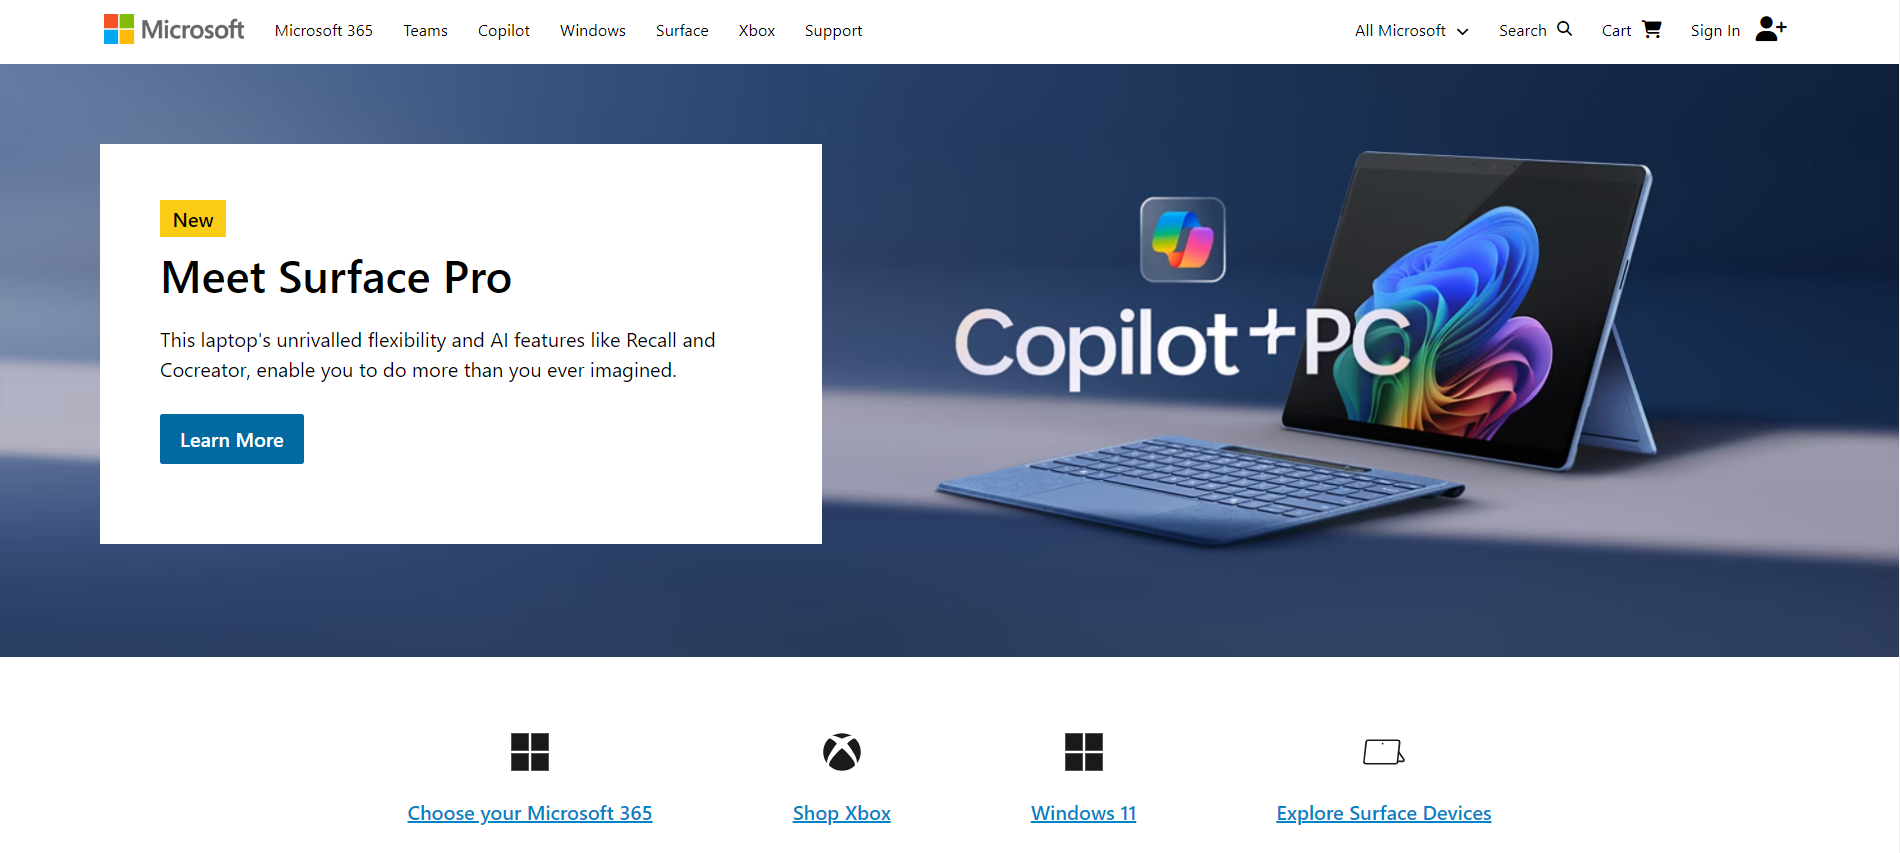 Microsoft
Microsoft 365
Teams
Copilot
Windows
Surface
Xbox
Support
All Microsoft
Search
Cart
Sign In
New
Meet Surface Pro
This laptop's unrivalled flexibility and AI features like Recall and
Cocreator, enable you to do more than you ever imagined.
Learn More
Copilot+PC
Choose your Microsoft 365
Shop Xbox
Windows 11
Explore Surface Devices